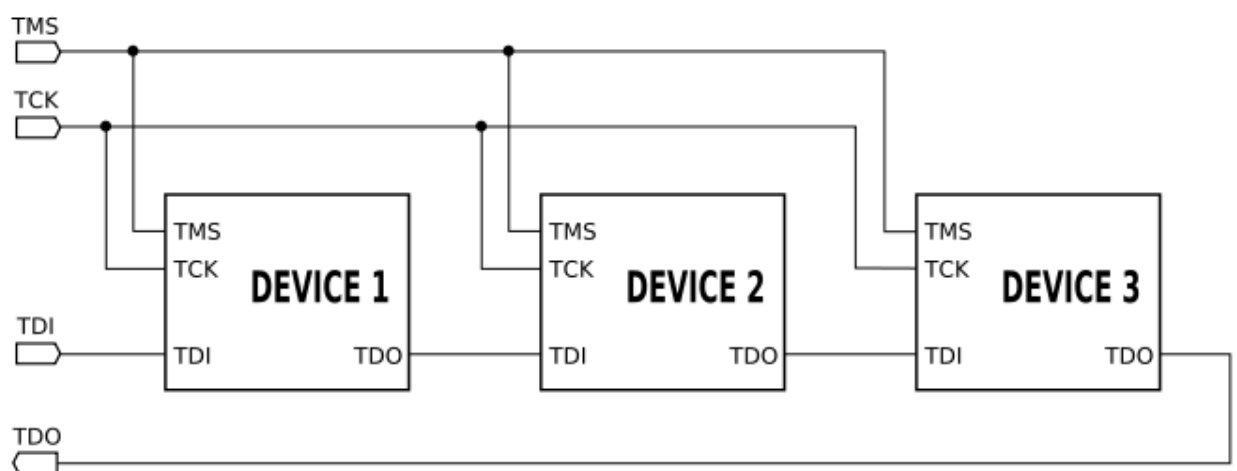 TMS
TCK
TMS
TCK
DEVICE 1
TDI
TDO
TMS
TCK
DEVICE 2
TDI
TDO
TMS
TCK
DEVICE 3
TDI
TDO
TDI
TDO